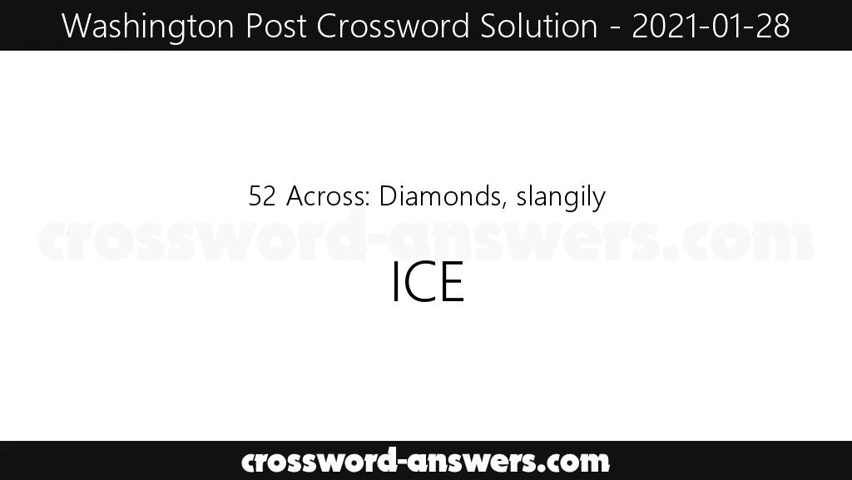 Washington Post Crossword Solution - 2021-01-28
52 Across: Diamonds, slangily
crossword-answers.com
ICE
crossword-answers.com